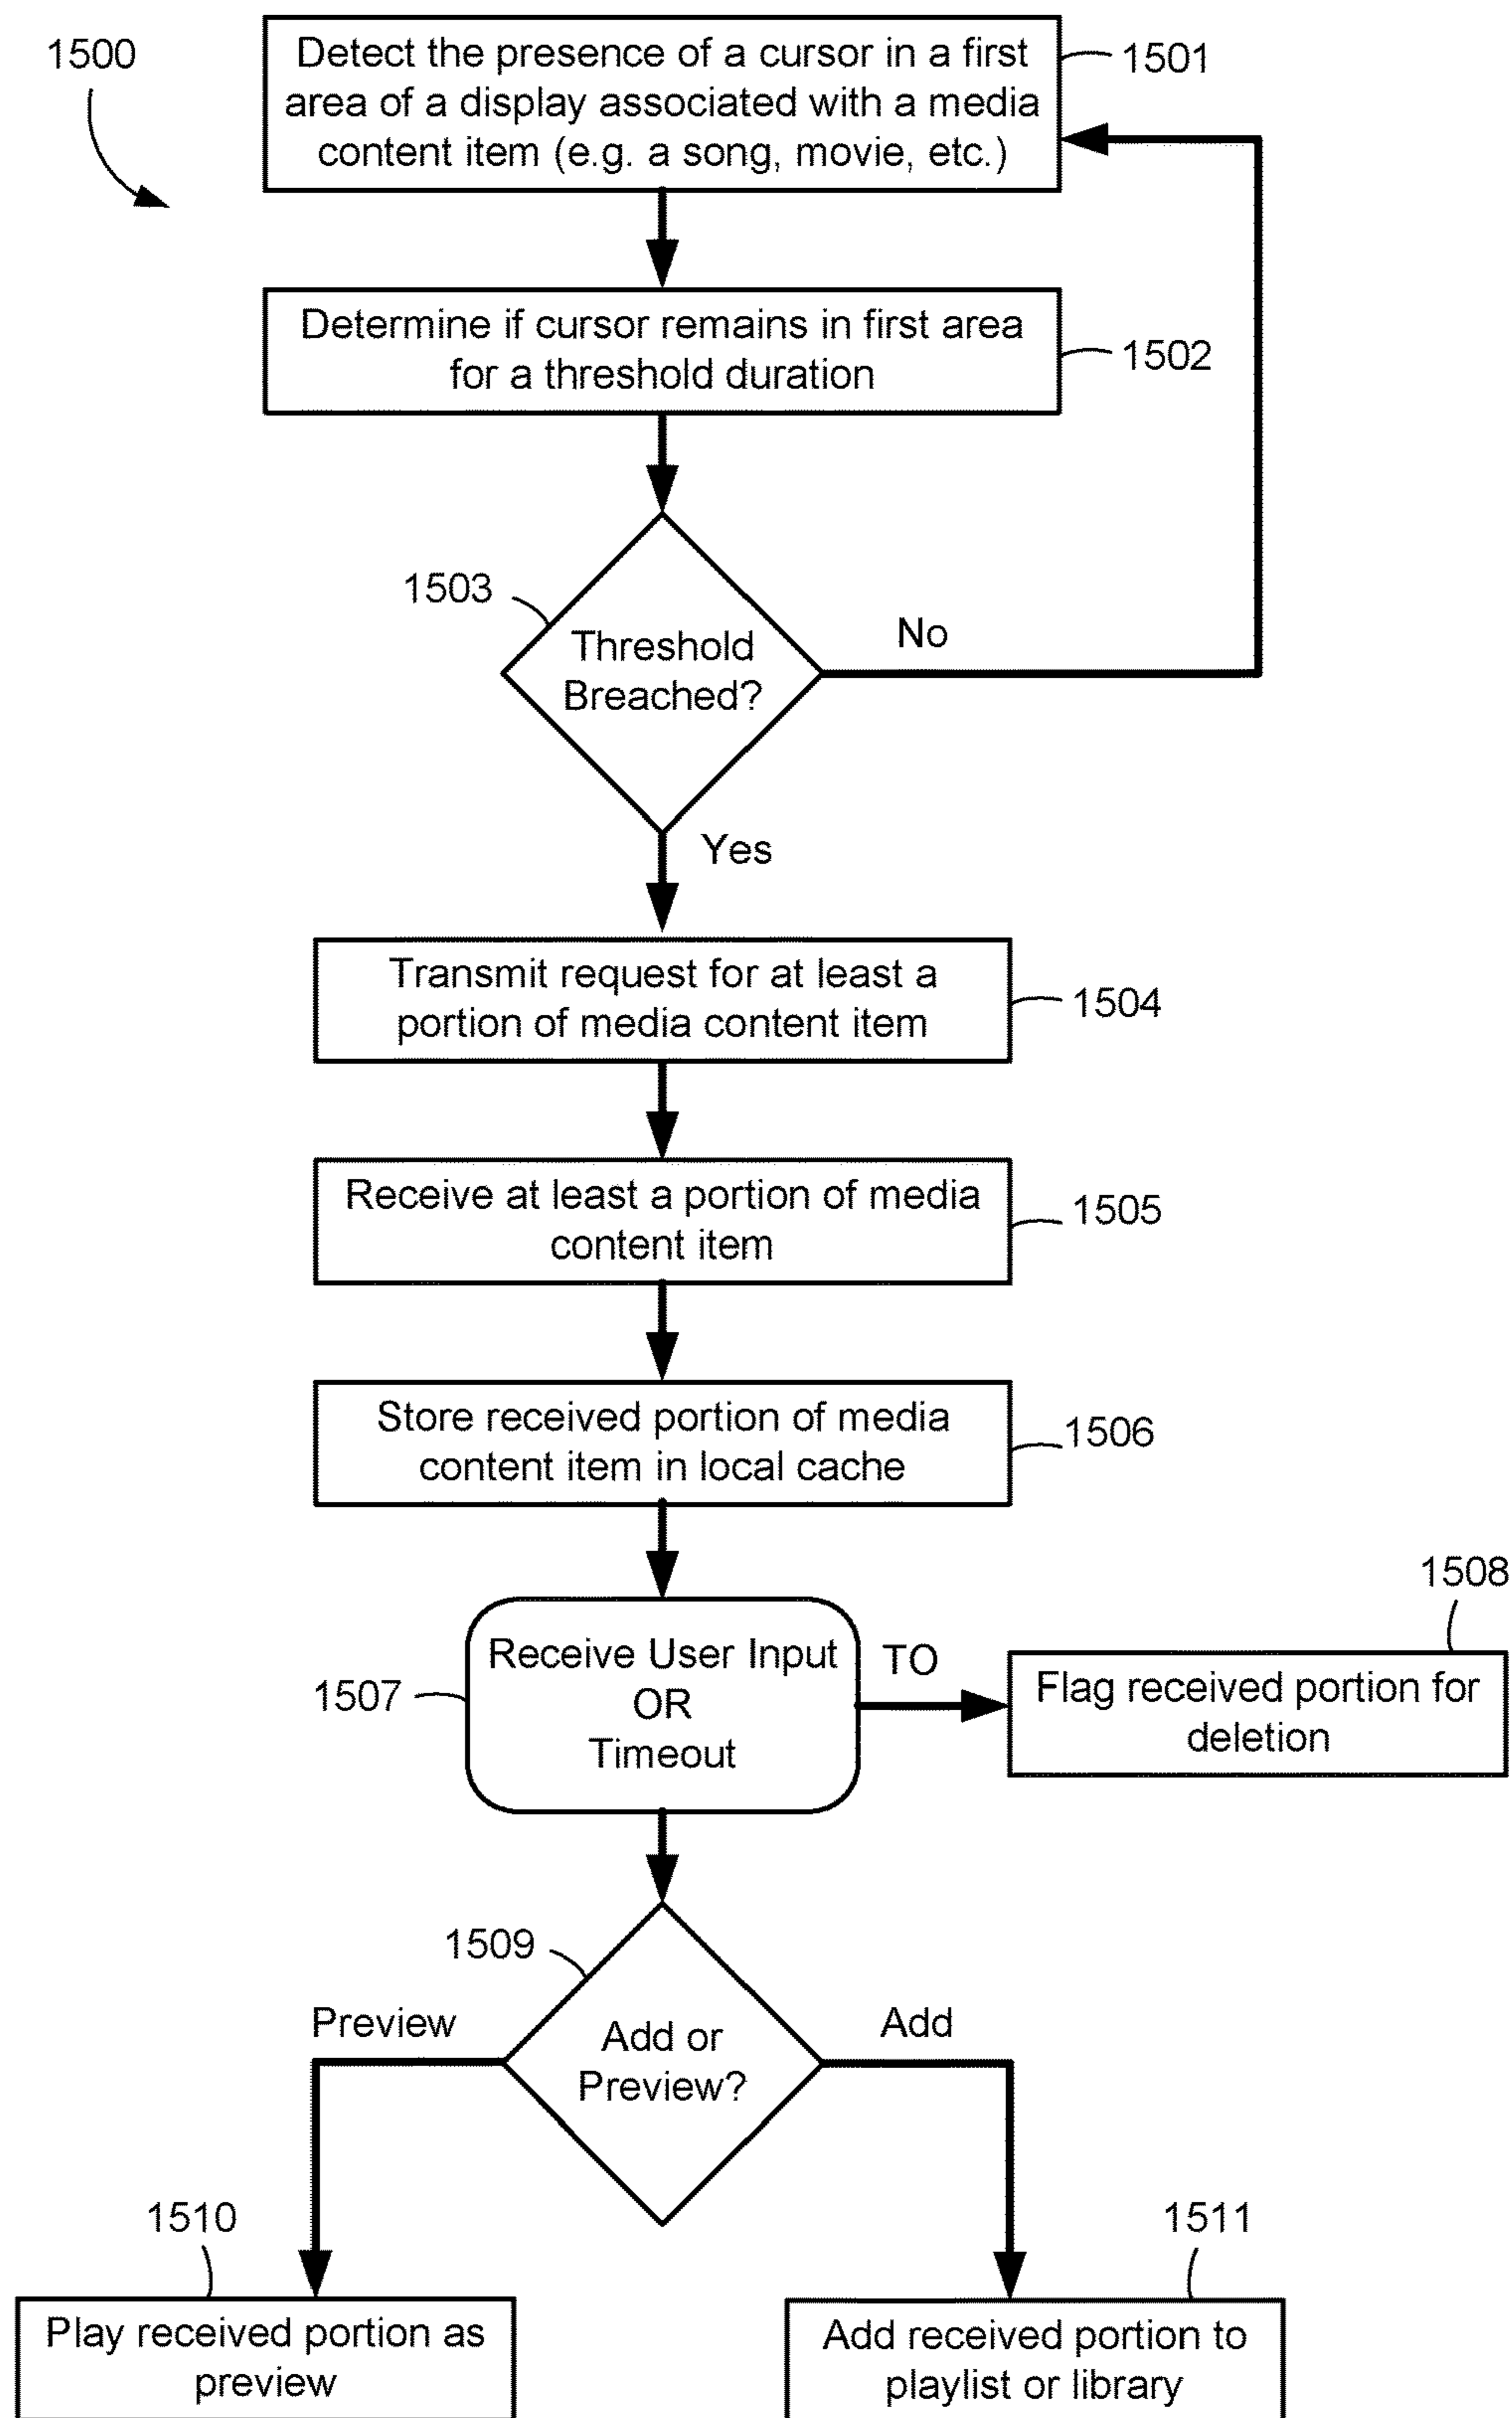 1500
Detect the presence of a cursor in a first
area of a display associated with a media
content item (e.g. a song, movie, etc.)
1501
Determine if cursor remains in first area
for a threshold duration
1502
1503
Threshold
Breached?
No
Yes
Transmit request for at least a
portion of media content item
1504
Receive at least a portion of media
content item
1505
Store received portion of media
content item in local cache
1506
1507
Receive User Input
OR
Timeout
TO
1508
Flag received portion for
deletion
1509
Add or
Preview?
Preview
Add
1510
Play received portion as
preview
1511
Add received portion to
playlist or library